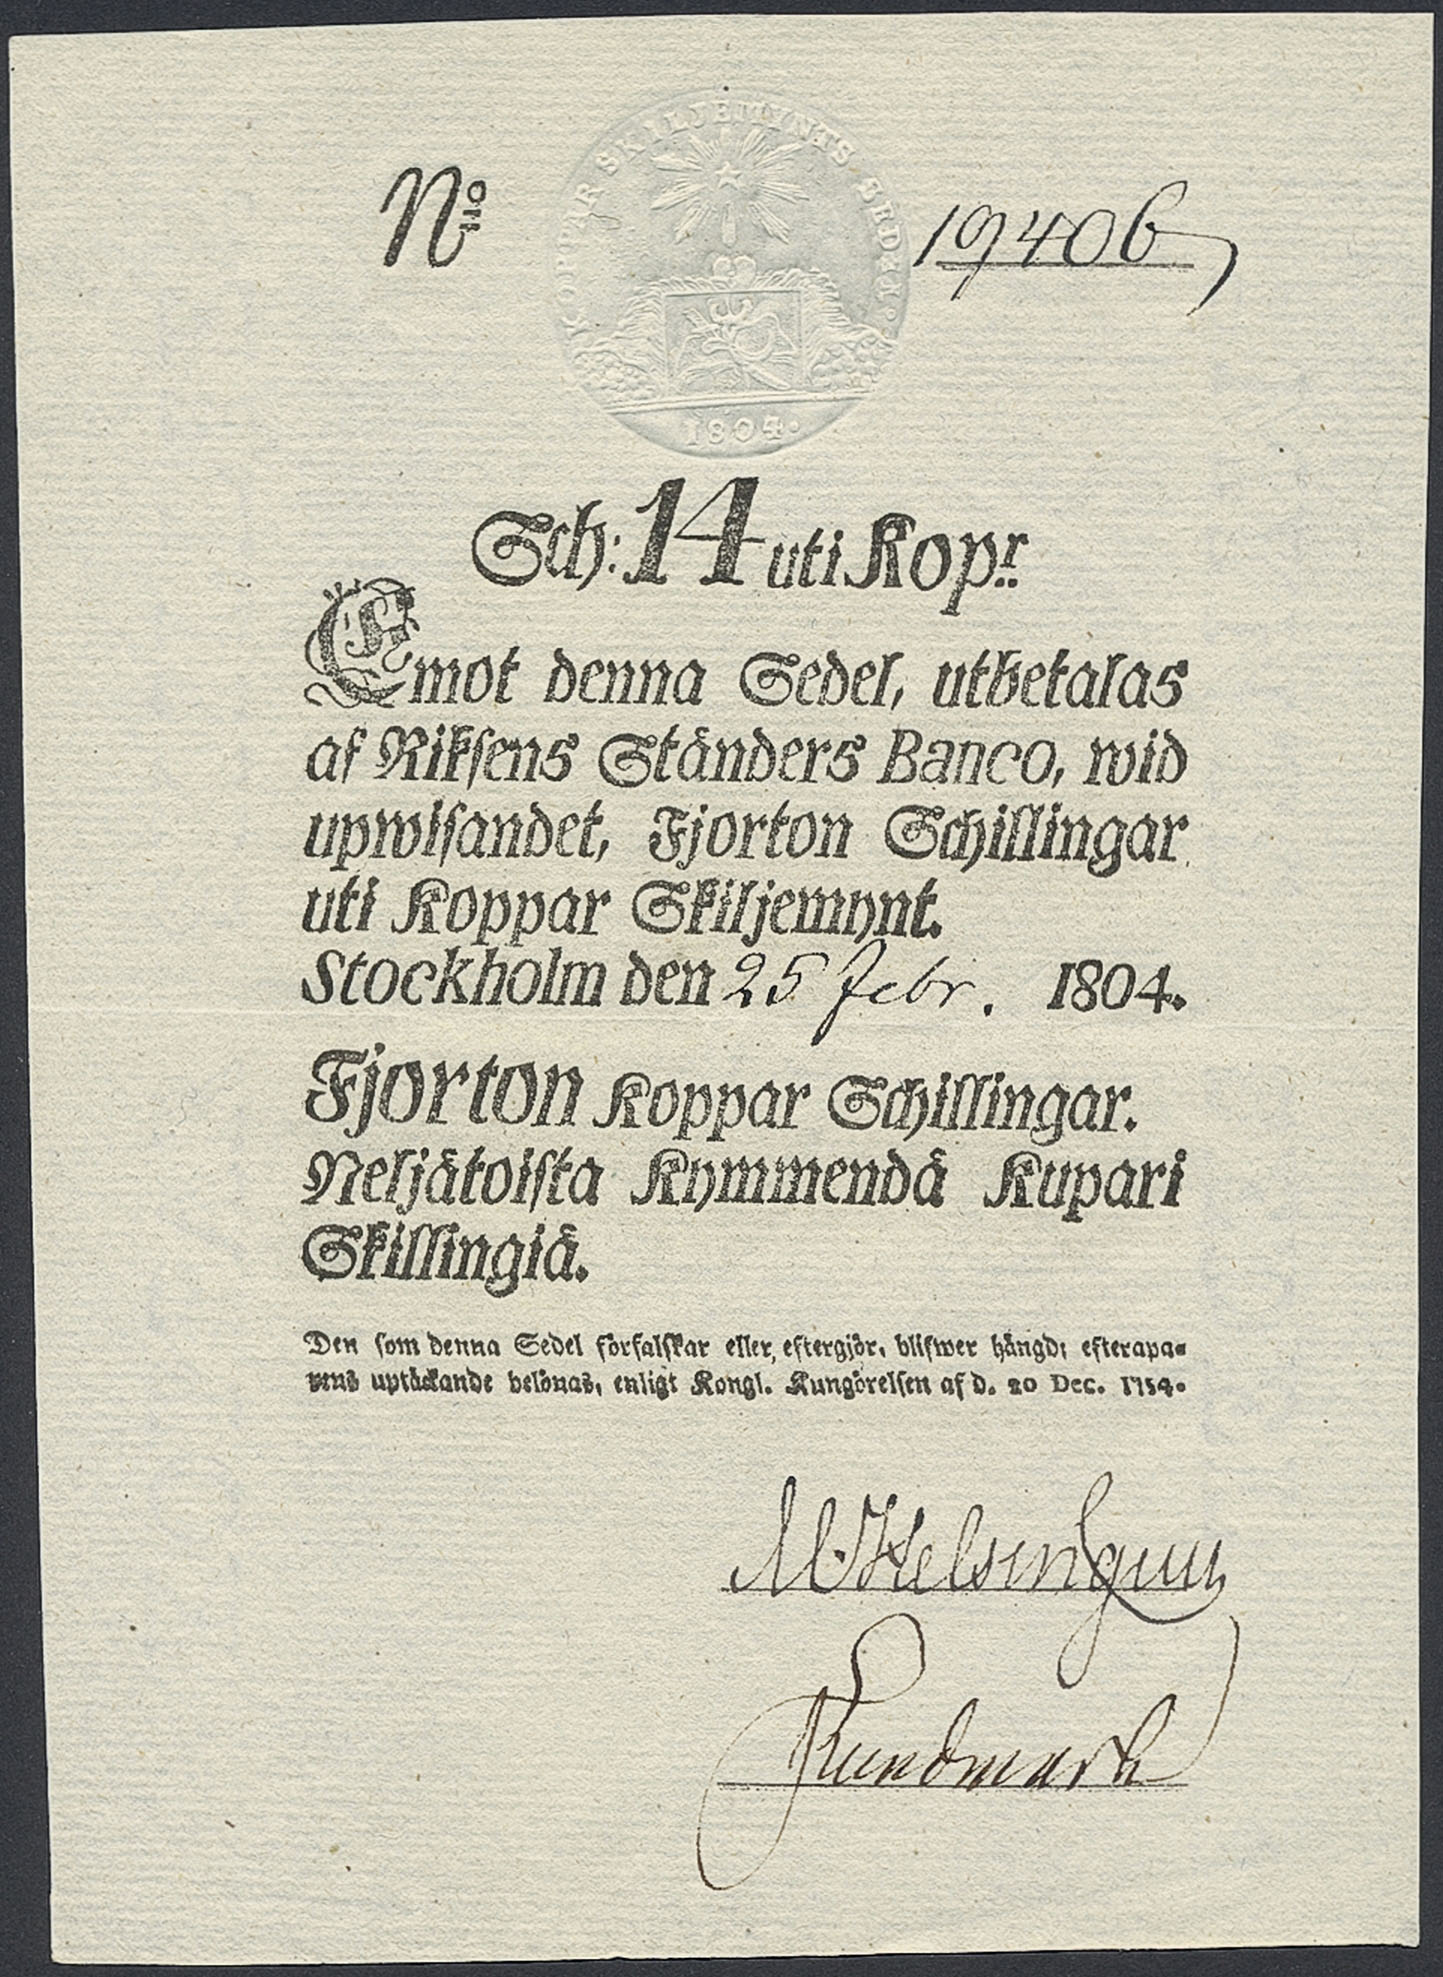 KOPPAR SKILJEMYNTS ORDEN.
No 19406
1804.
Sch: 14 uti Kopr
Emot denna Sedel, utbetalas
af Riksens Ständers Banco, wid
upwisandet, Fjorton Schillingar
uti Koppar Skiljemynt.
Stockholm den 25 Febr. 1804.
Fjorton Koppar Schillingar.
Neljätoista Kymmendä Kupari
Skillingiä.
Den som denna Sedel förfalskar eller eftergjör, blifwer hängd; efterapa-
rens uptäckande belönas, enligt Kongl. Kungörelsen af d. 20 Dec. 1754.